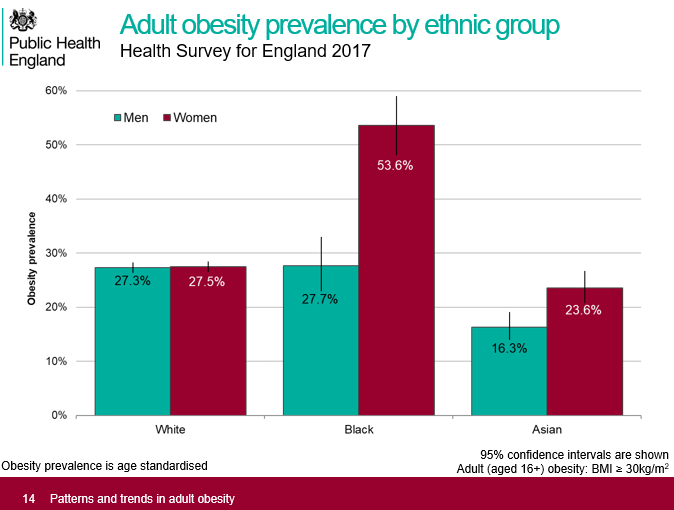 Public Health
England
Adult obesity prevalence by ethnic group
Health Survey for England 2017
60%
50%
40%
30%
20%
10%
0%
Obesity prevalence
Men
Women
27.3%
27.5%
27.7%
53.6%
16.3%
23.6%
White
Black
Asian
Obesity prevalence is age standardised
95% confidence intervals are shown
Adult (aged 16+) obesity: BMI ≥ 30kg/m²
14 Patterns and trends in adult obesity